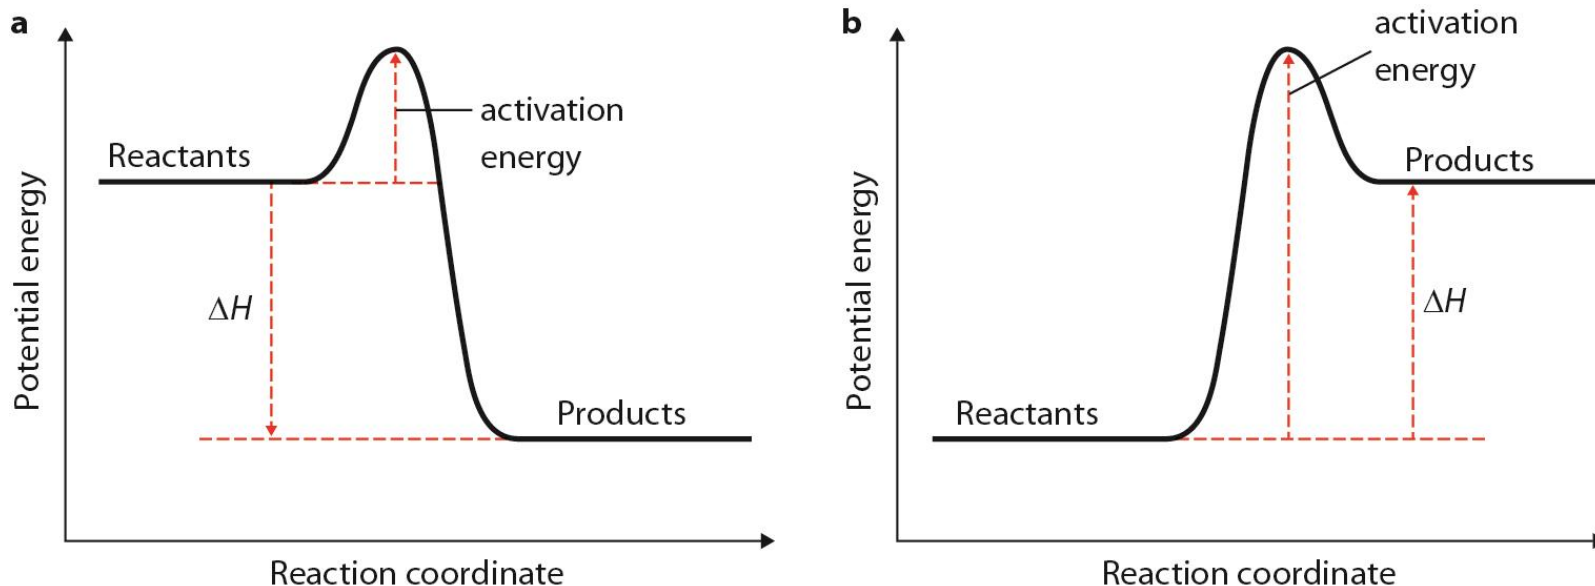 a
Reactants
activation
energy
ΔH
Products
Potential energy
Reaction coordinate
b
activation
energy
Products
ΔH
Reactants
Potential energy
Reaction coordinate